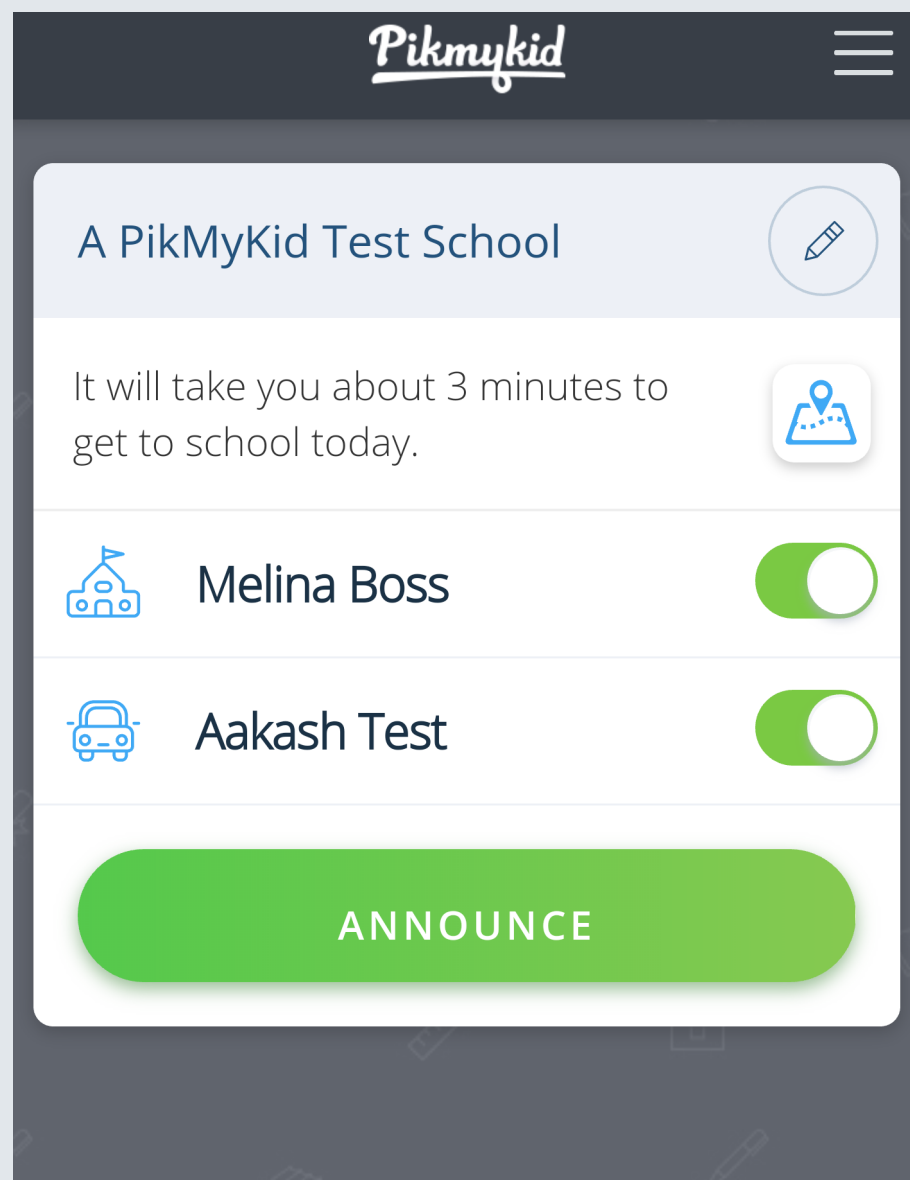 Pikmykid
A PikMyKid Test School
It will take you about 3 minutes to
get to school today.
Melina Boss
Aakash Test
ANNOUNCE